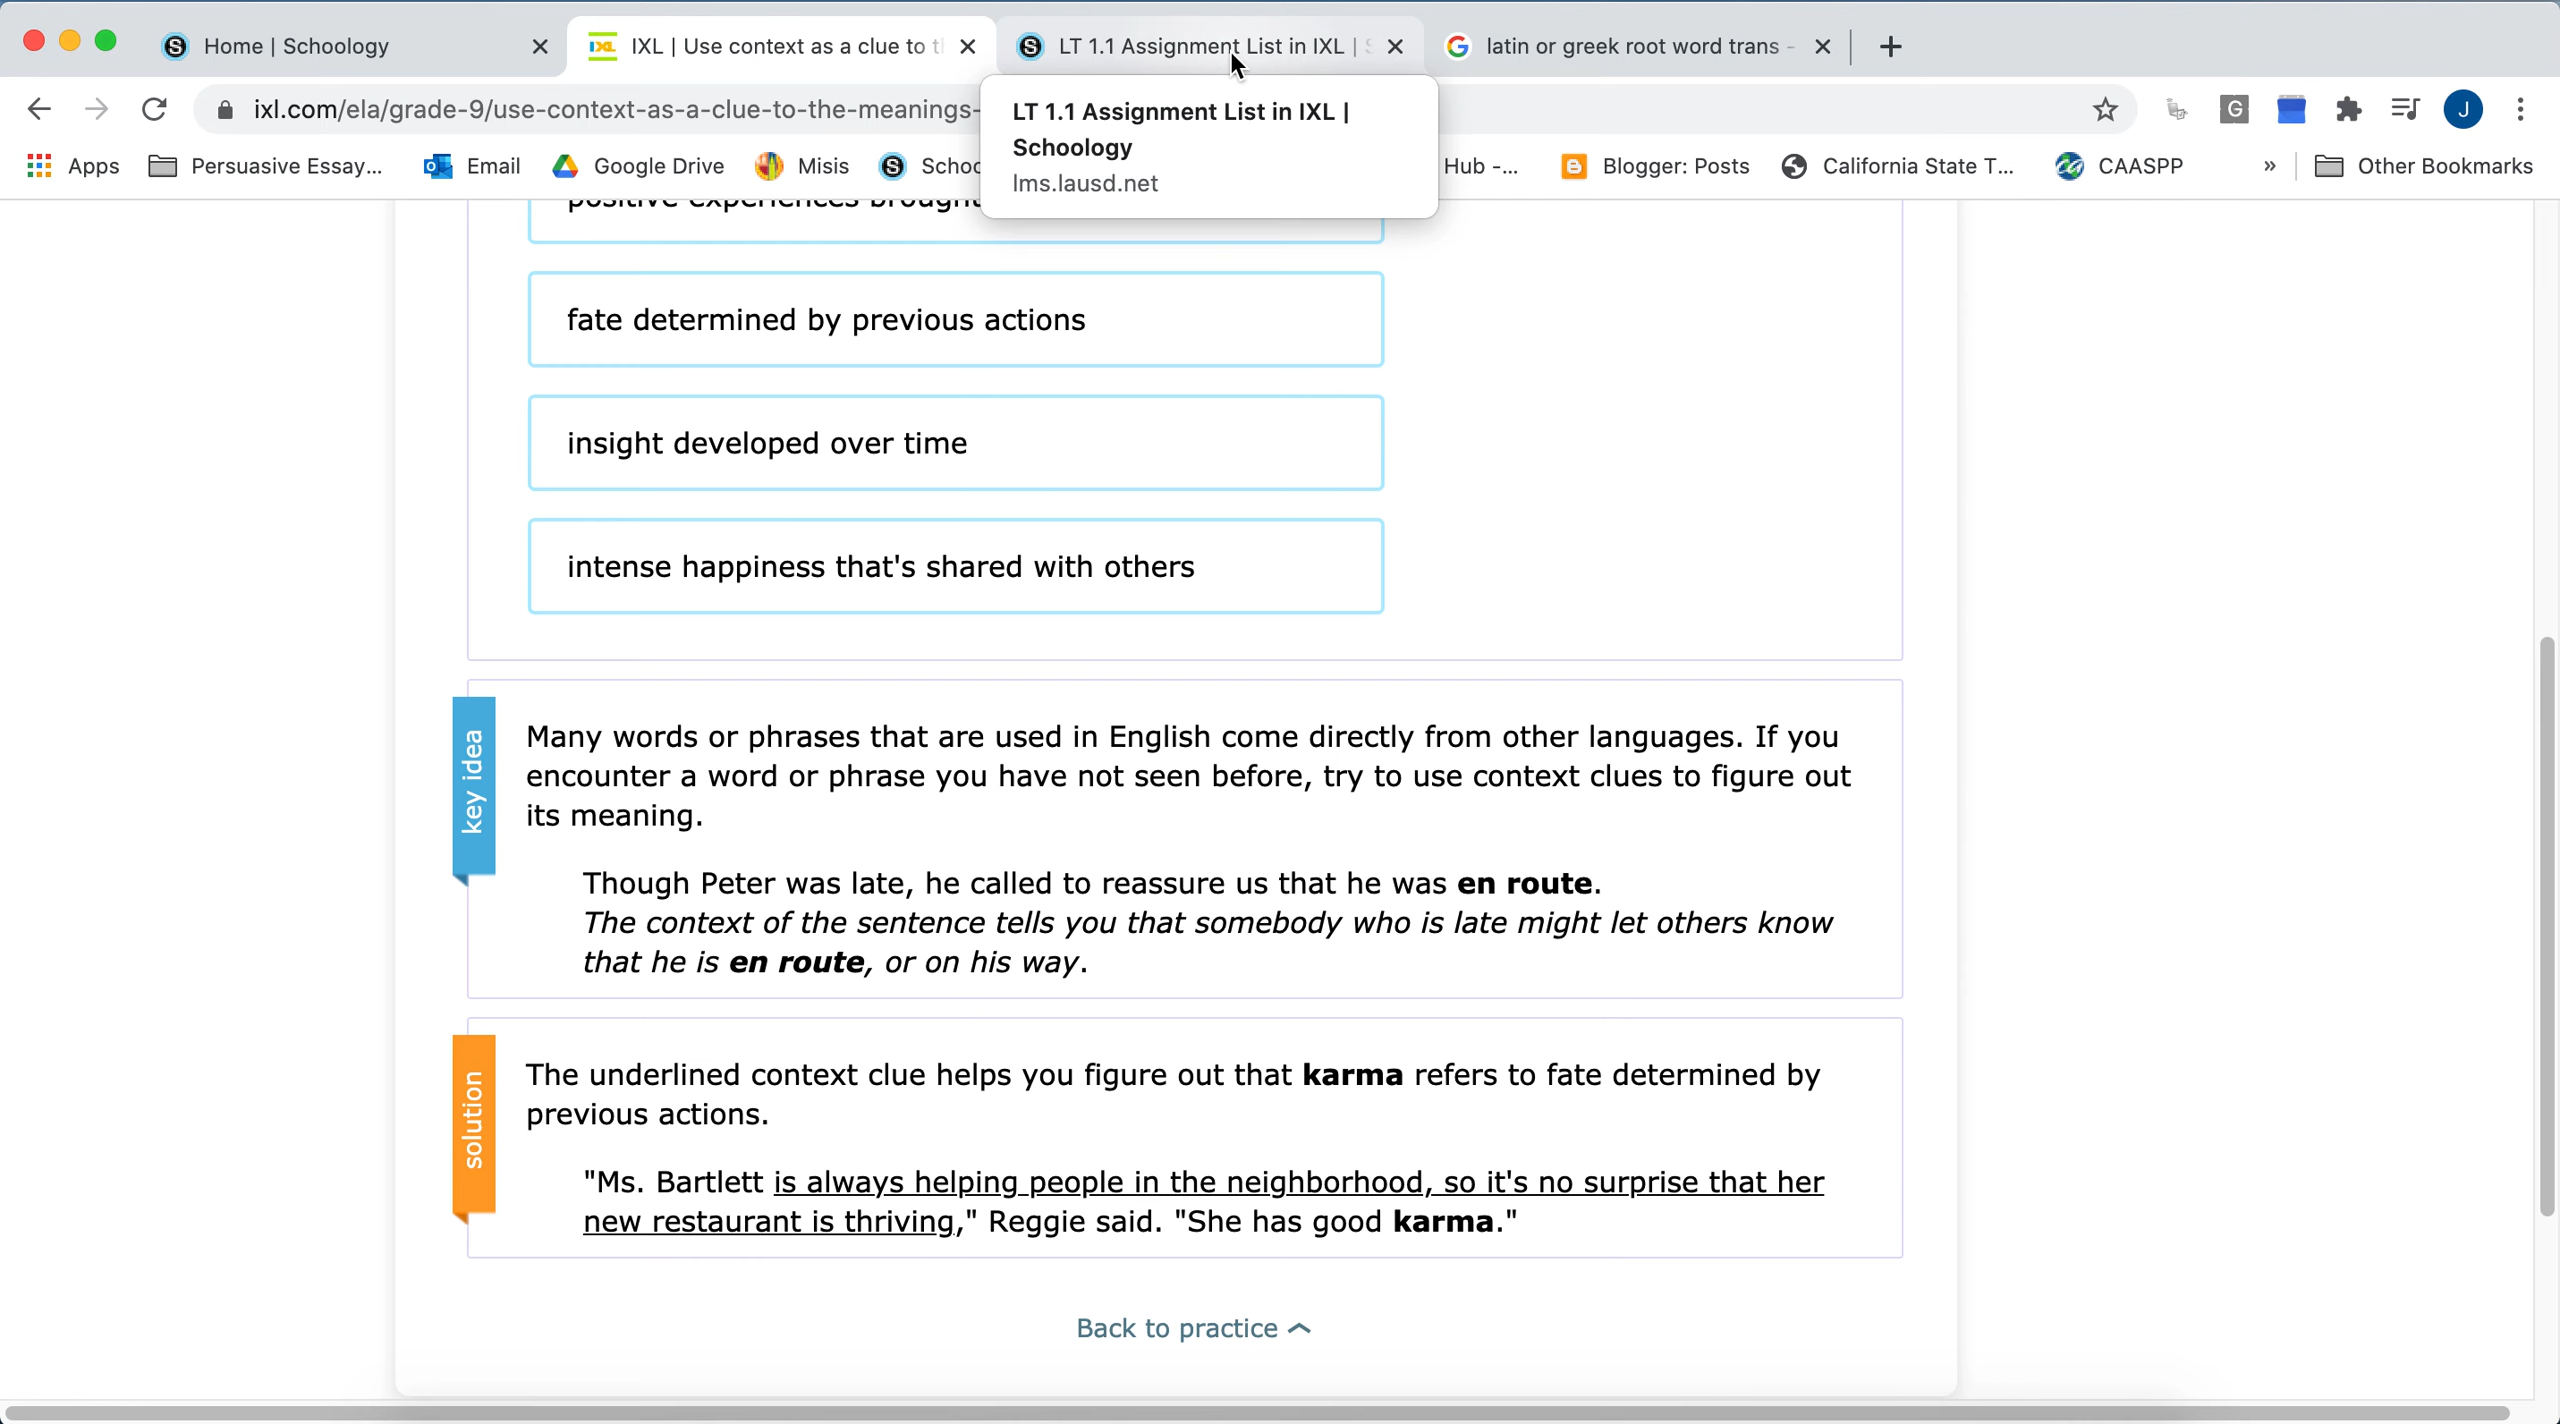 Home | Schoology
IXL | Use context as a clue to t
LT 1.1 Assignment List in IXL |
latin or greek root word trans -
ixl.com/ela/grade-9/use-context-as-a-clue-to-the-meanings-
LT 1.1 Assignment List in IXL |
Schoology
lms.lausd.net
G
J
Apps
Persuasive Essay...
Email
Google Drive
Misis
Schoo
Hub -...
Blogger: Posts
California State T...
CAASPP
»
Other Bookmarks
positive experiences brought
fate determined by previous actions
insight developed over time
intense happiness that's shared with others
key idea
Many words or phrases that are used in English come directly from other languages. If you
encounter a word or phrase you have not seen before, try to use context clues to figure out
its meaning.
Though Peter was late, he called to reassure us that he was en route.
The context of the sentence tells you that somebody who is late might let others know
that he is en route, or on his way.
solution
The underlined context clue helps you figure out that karma refers to fate determined by
previous actions.
"Ms. Bartlett is always helping people in the neighborhood, so it's no surprise that her
new restaurant is thriving," Reggie said. "She has good karma."
Back to practice